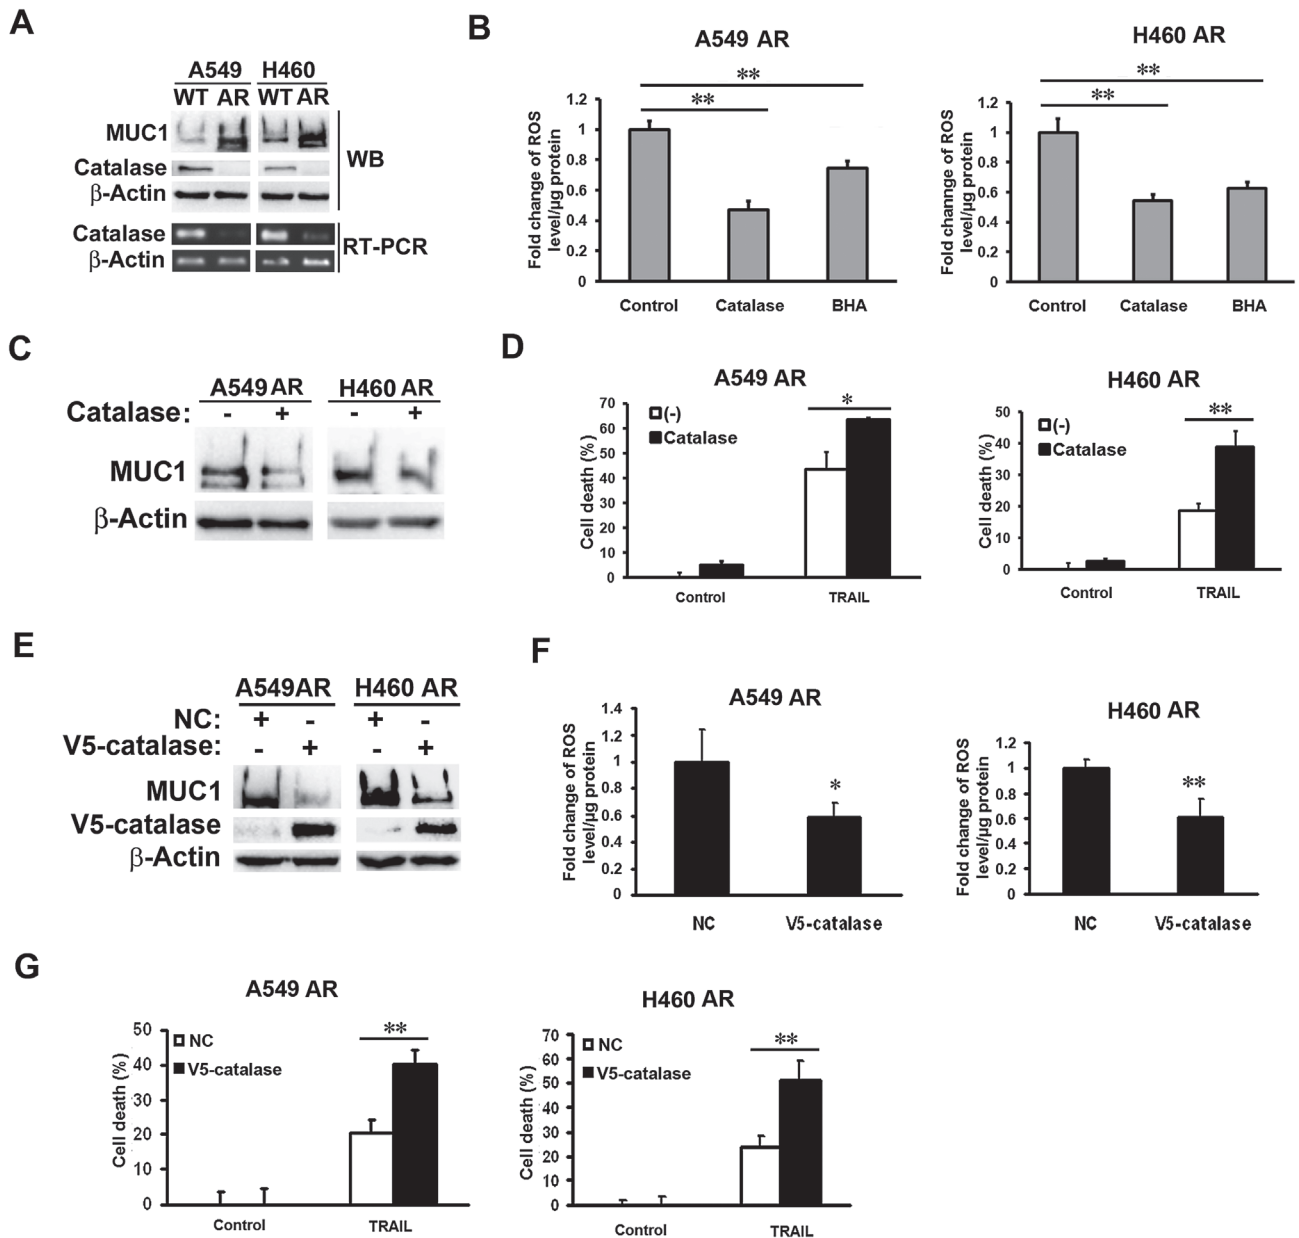 A
A549 H460
WT AR WT AR
MUC1
Catalase
β-Actin
WB
Catalase
β-Actin
RT-PCR
B
A549 AR
**
**
Fold change of ROS
level/µg protein
1.2
1
0.8
0.6
0.4
0.2
0
Control Catalase BHA
H460 AR
**
**
Fold channge of ROS
level/µg protein
1.2
1
0.8
0.6
0.4
0.2
0
Control Catalase BHA
C
A549 AR H460 AR
Catalase: - + - +
MUC1
β-Actin
D
A549 AR
(-)
Catalase
*
Cell death (%)
70
60
50
40
30
20
10
0
Control TRAIL
H460 AR
(-)
Catalase
**
Cell death (%)
50
40
30
20
10
0
Control TRAIL
E
A549AR H460 AR
NC: + - + -
V5-catalase: - + - +
MUC1
V5-catalase
β-Actin
F
A549 AR
Fold change of ROS
level/µg protein
1.4
1.2
1
0.8
0.6
0.4
0.2
0
*
NC V5-catalase
H460 AR
Fold change of ROS
level/µg protein
1.2
1
0.8
0.6
0.4
0.2
0
**
NC V5-catalase
G
A549 AR
NC
V5-catalase
**
Cell death (%)
50
40
30
20
10
0
Control TRAIL
H460 AR
NC
V5-catalase
**
Cell death (%)
70
60
50
40
30
20
10
0
Control TRAIL